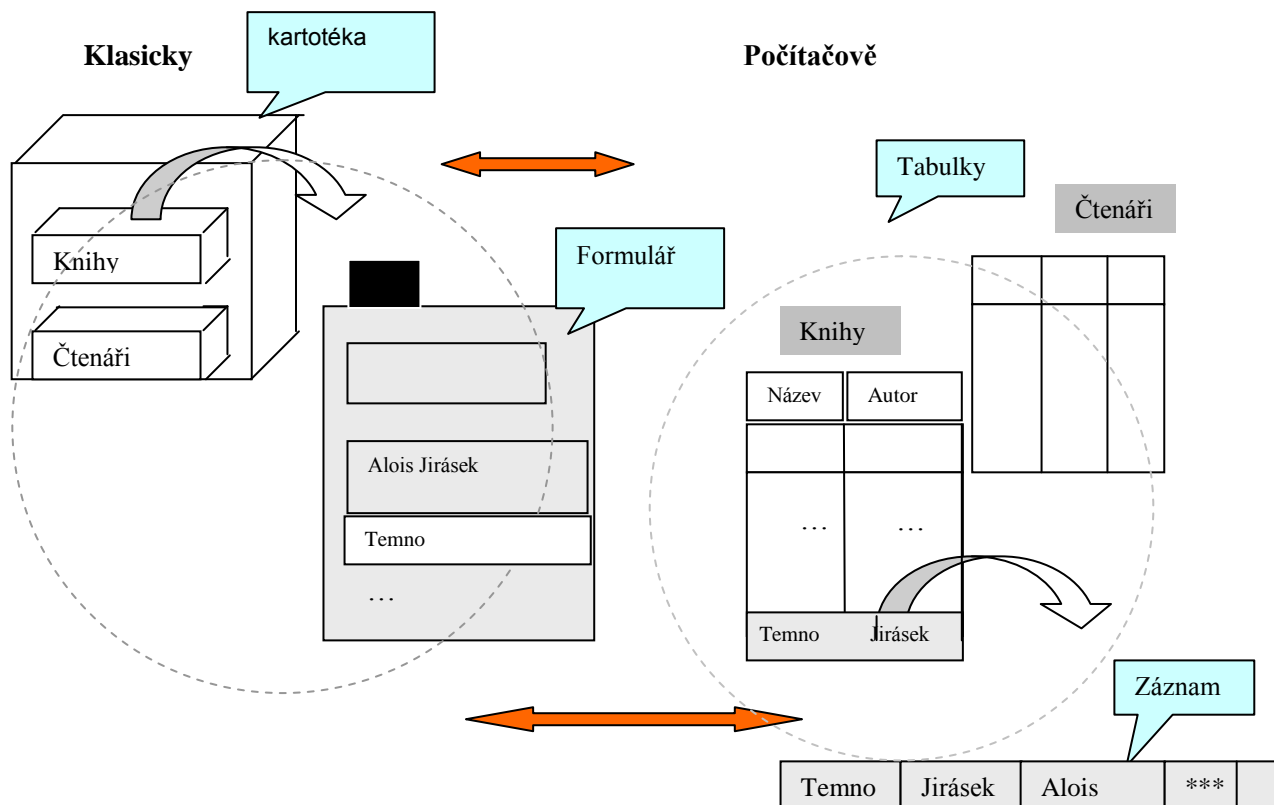 Klasicky
kartotéka
Počítačově
Knihy
Čtenáři
Formulář
Alois Jirásek
Temno
…
Tabulky
Čtenáři
Knihy
Název Autor
… …
Temno Jirásek
Záznam
Temno Jirásek Alois ***